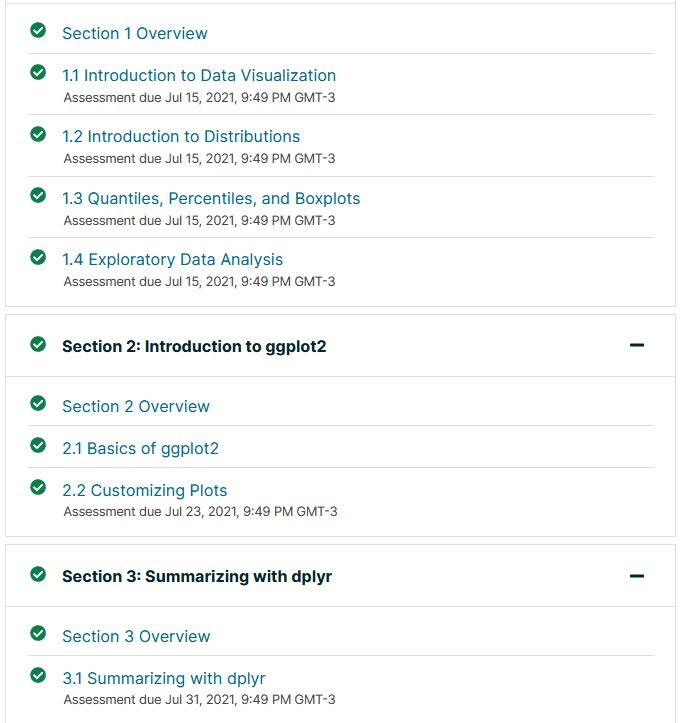 Section 1 Overview
1.1 Introduction to Data Visualization
Assessment due Jul 15, 2021, 9:49 PM GMT-3
1.2 Introduction to Distributions
Assessment due Jul 15, 2021, 9:49 PM GMT-3
1.3 Quantiles, Percentiles, and Boxplots
Assessment due Jul 15, 2021, 9:49 PM GMT-3
1.4 Exploratory Data Analysis
Assessment due Jul 15, 2021, 9:49 PM GMT-3
Section 2: Introduction to ggplot2
Section 2 Overview
2.1 Basics of ggplot2
2.2 Customizing Plots
Assessment due Jul 23, 2021, 9:49 PM GMT-3
Section 3: Summarizing with dplyr
Section 3 Overview
3.1 Summarizing with dplyr
Assessment due Jul 31, 2021, 9:49 PM GMT-3